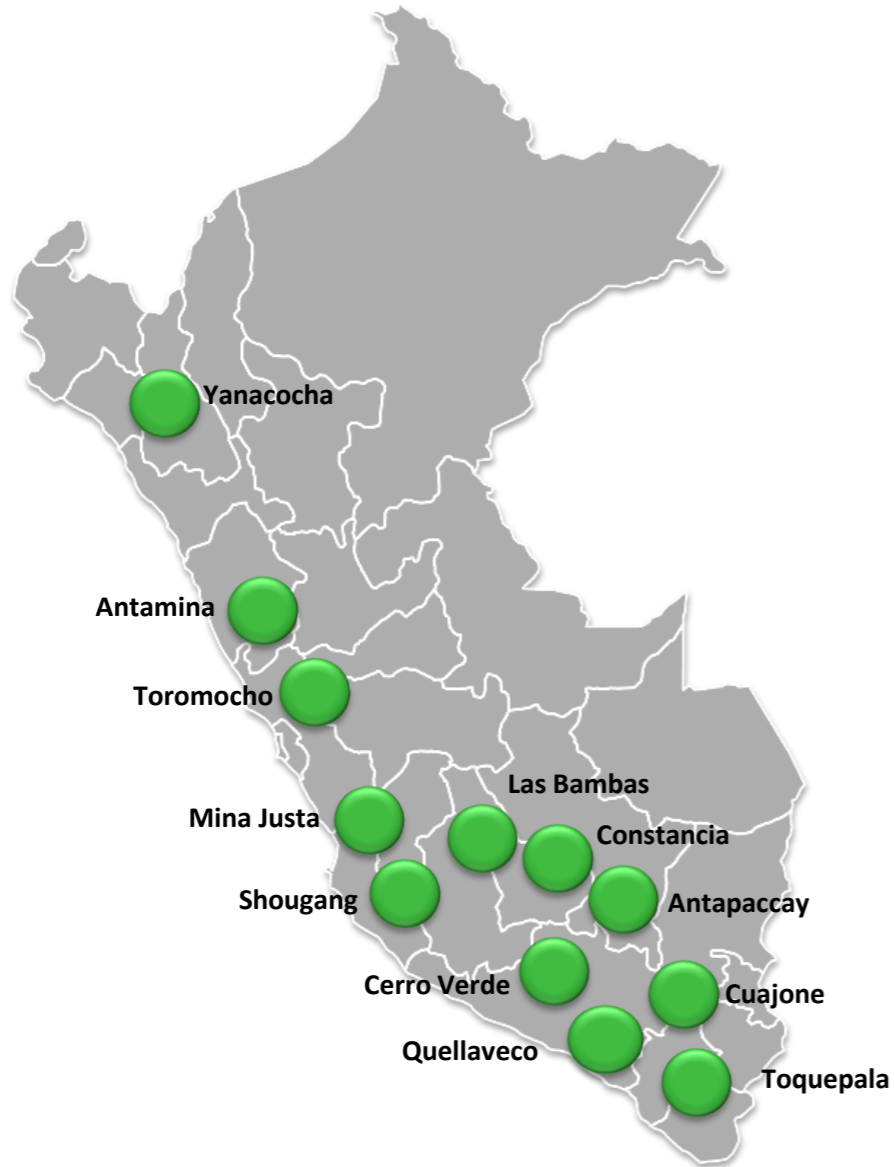 Yanacocha
Antamina
Toromocho
Las Bambas
Mina Justa
Constancia
Shougang
Antapaccay
Cerro Verde
Cuajone
Quellaveco
Toquepala